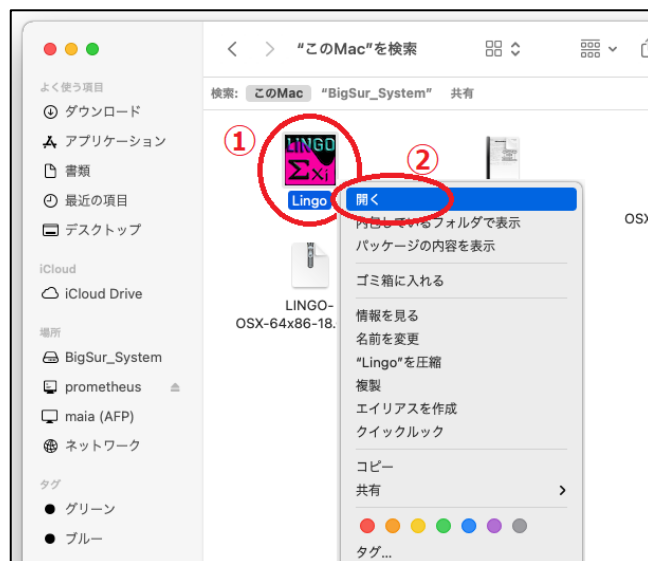 "このMac"を検索
よく使う項目
ダウンロード
アプリケーション
書類
最近の項目
デスクトップ
iCloud
iCloud Drive
場所
BigSur_System
prometheus
maia (AFP)
ネットワーク
タグ
グリーン
ブルー
検索: このMac "BigSur_System" 共有
①
LINGO
Σxi
Lingo
LINGO-
OSX-64x86-18.
②
開く
内包しているフォルダで表示
パッケージの内容を表示
ゴミ箱に入れる
情報を見る
名前を変更
"Lingo"を圧縮
複製
エイリアスを作成
クイックルック
コピー
共有
タグ...